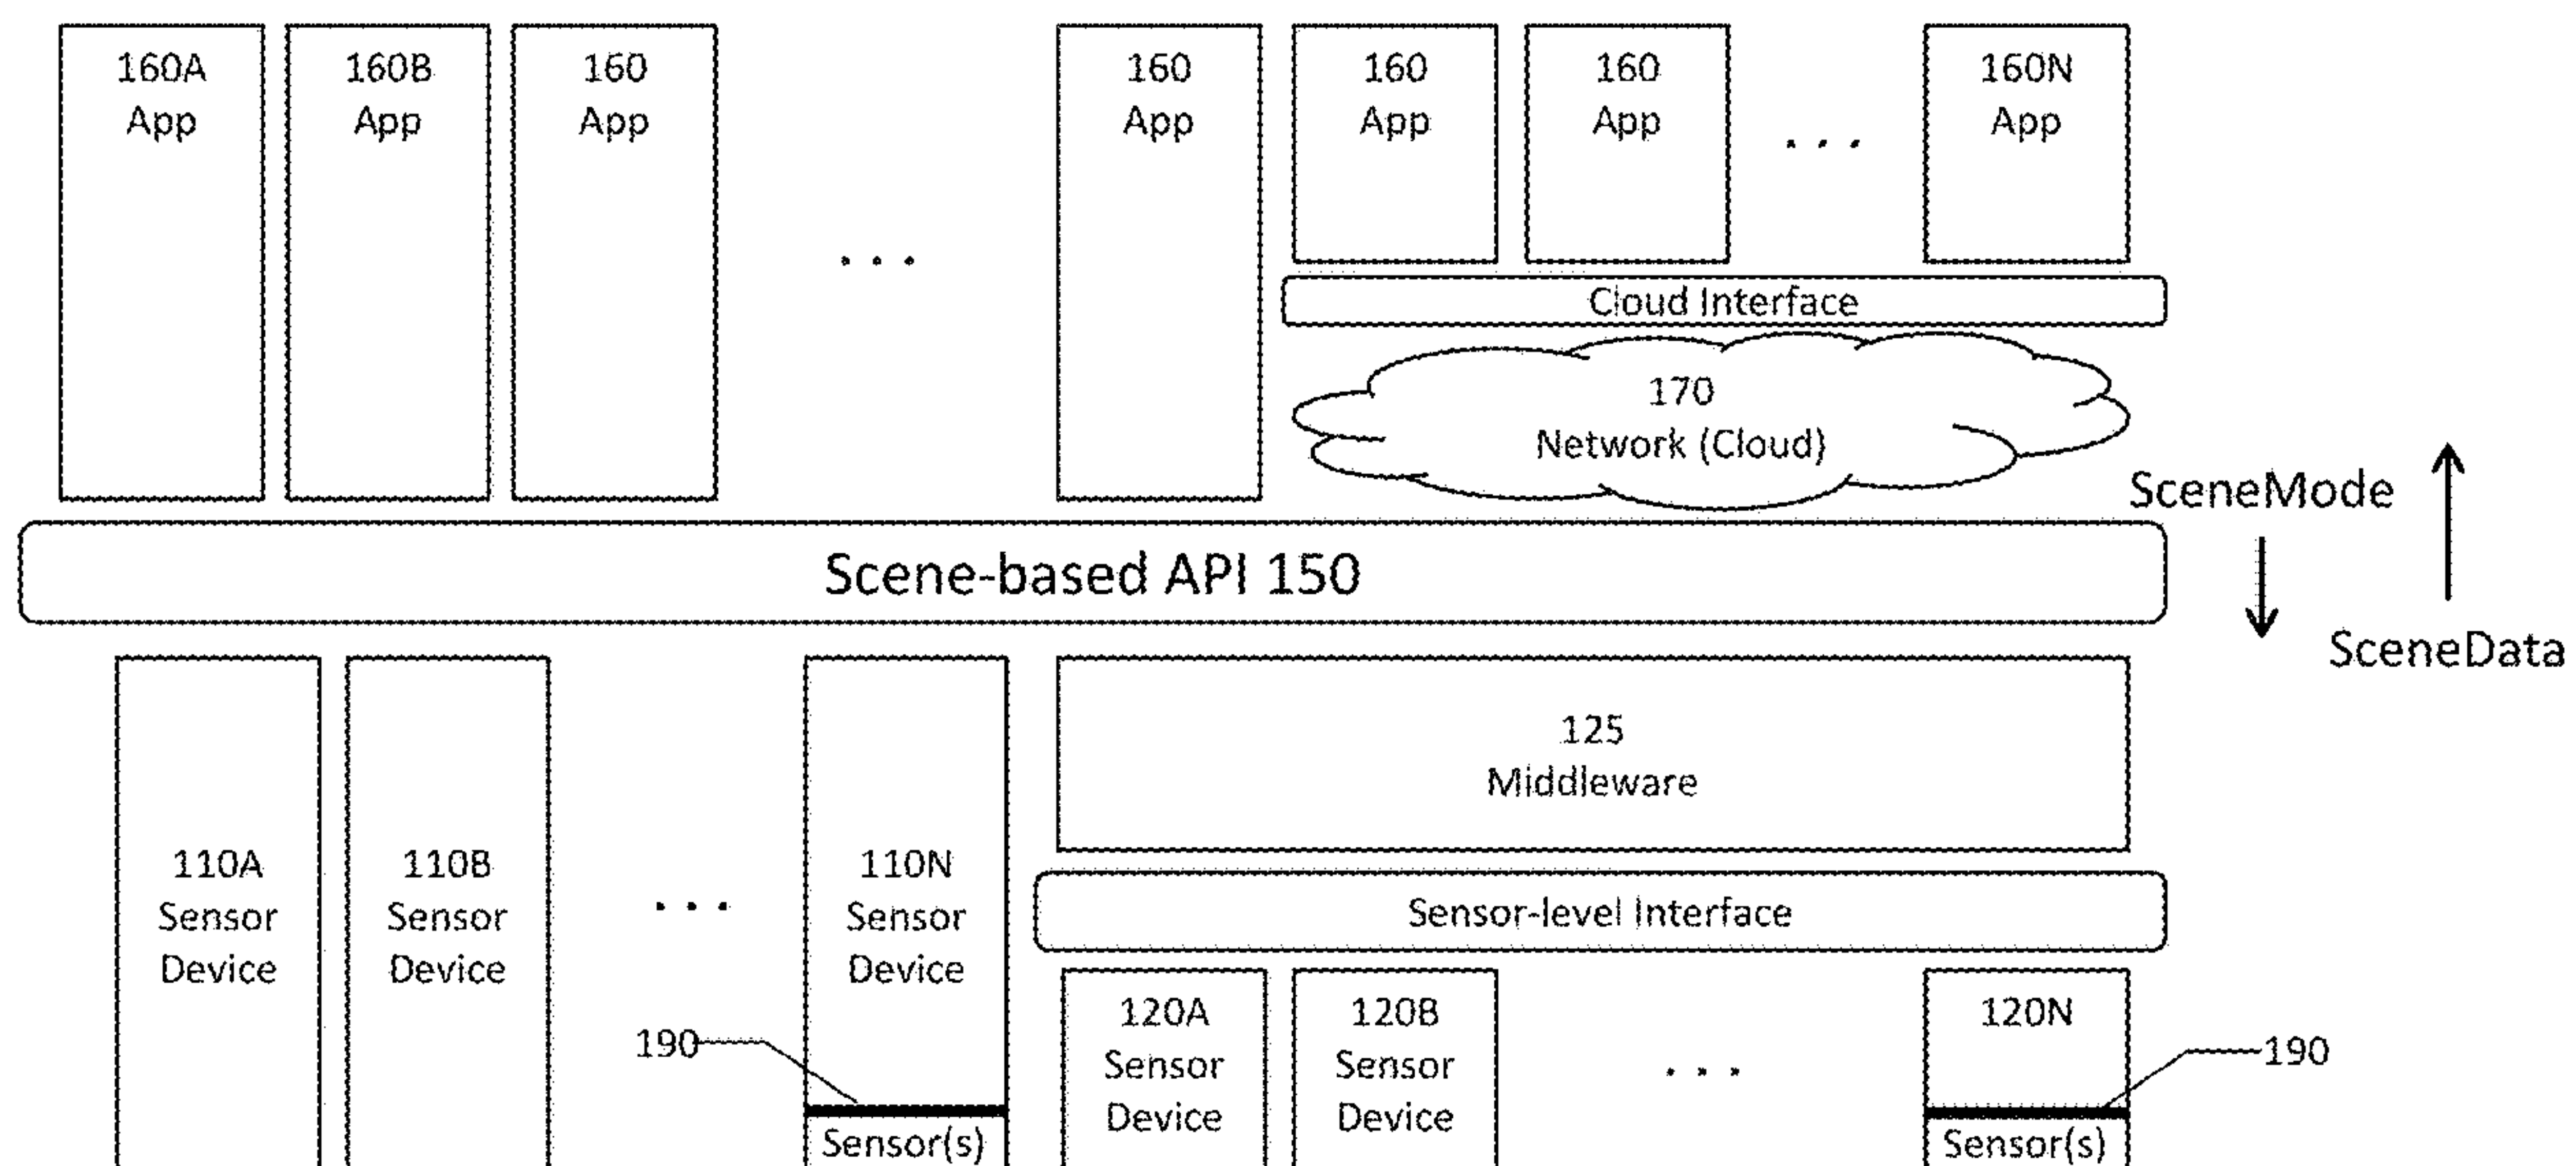 160A
App
160B
App
160
App
. . .
160
App
160
App
160
App
. . .
160N
App
Cloud Interface
170
Network (Cloud)
SceneMode
Scene-based API 150
SceneData
125
Middleware
110A
Sensor
Device
110B
Sensor
Device
. . .
110N
Sensor
Device
Sensor-level Interface
190
120A
Sensor
Device
120B
Sensor
Device
. . .
120N
190
Sensor(s)
Sensor(s)